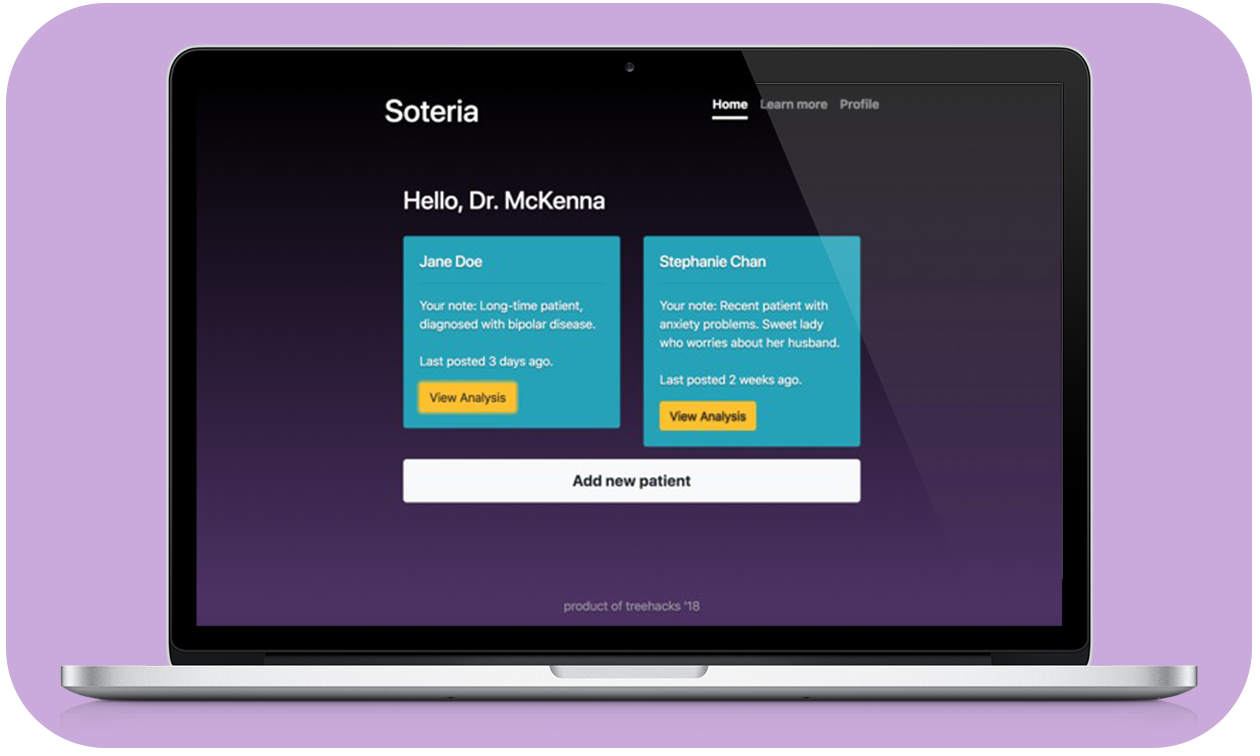 Soteria
Home Learn more Profile
Hello, Dr. McKenna
Jane Doe
Your note: Long-time patient,
diagnosed with bipolar disease.
Last posted 3 days ago.
View Analysis
Stephanie Chan
Your note: Recent patient with
anxiety problems. Sweet lady
who worries about her husband.
Last posted 2 weeks ago.
View Analysis
Add new patient
product of treehacks '18